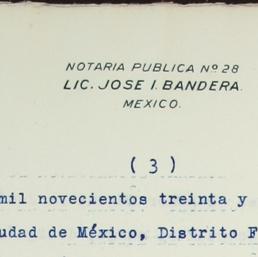 NOTARIA PUBLICA Nº 28
LIC. JOSE I. BANDERA.
MEXICO.
( 3 )
mil novecientos treinta y
udad de México, Distrito F